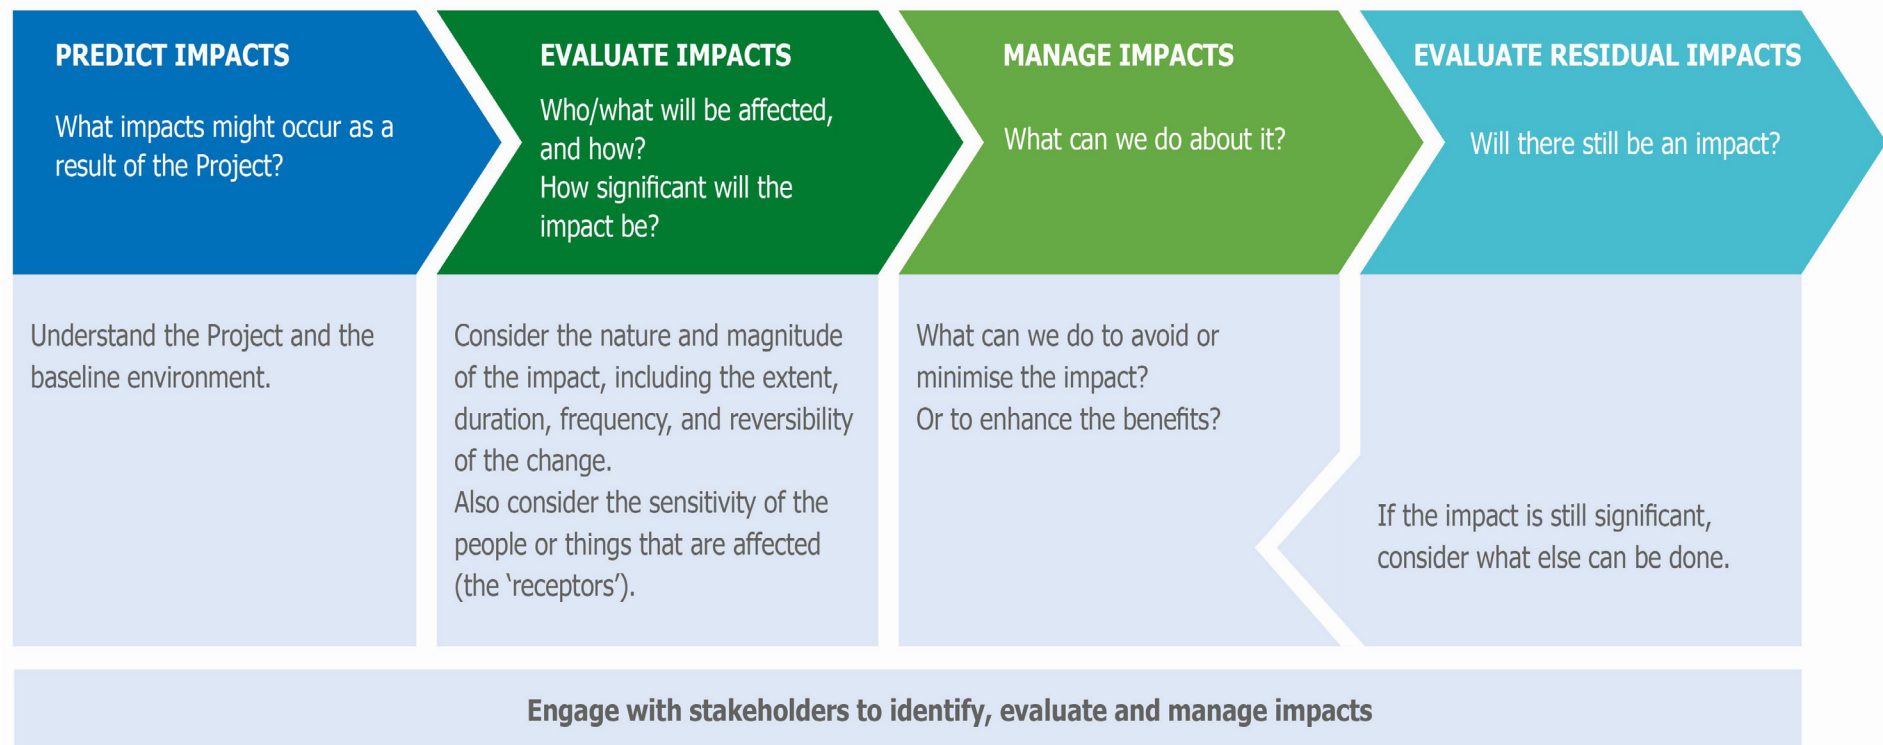 PREDICT IMPACTS
What impacts might occur as a
result of the Project?
EVALUATE IMPACTS
Who/what will be affected,
and how?
How significant will the
impact be?
MANAGE IMPACTS
What can we do about it?
EVALUATE RESIDUAL IMPACTS
Will there still be an impact?
Understand the Project and the
baseline environment.
Consider the nature and magnitude
of the impact, including the extent,
duration, frequency, and reversibility
of the change.
Also consider the sensitivity of the
people or things that are affected
(the ‘receptors’).
What can we do to avoid or
minimise the impact?
Or to enhance the benefits?
If the impact is still significant,
consider what else can be done.
Engage with stakeholders to identify, evaluate and manage impacts